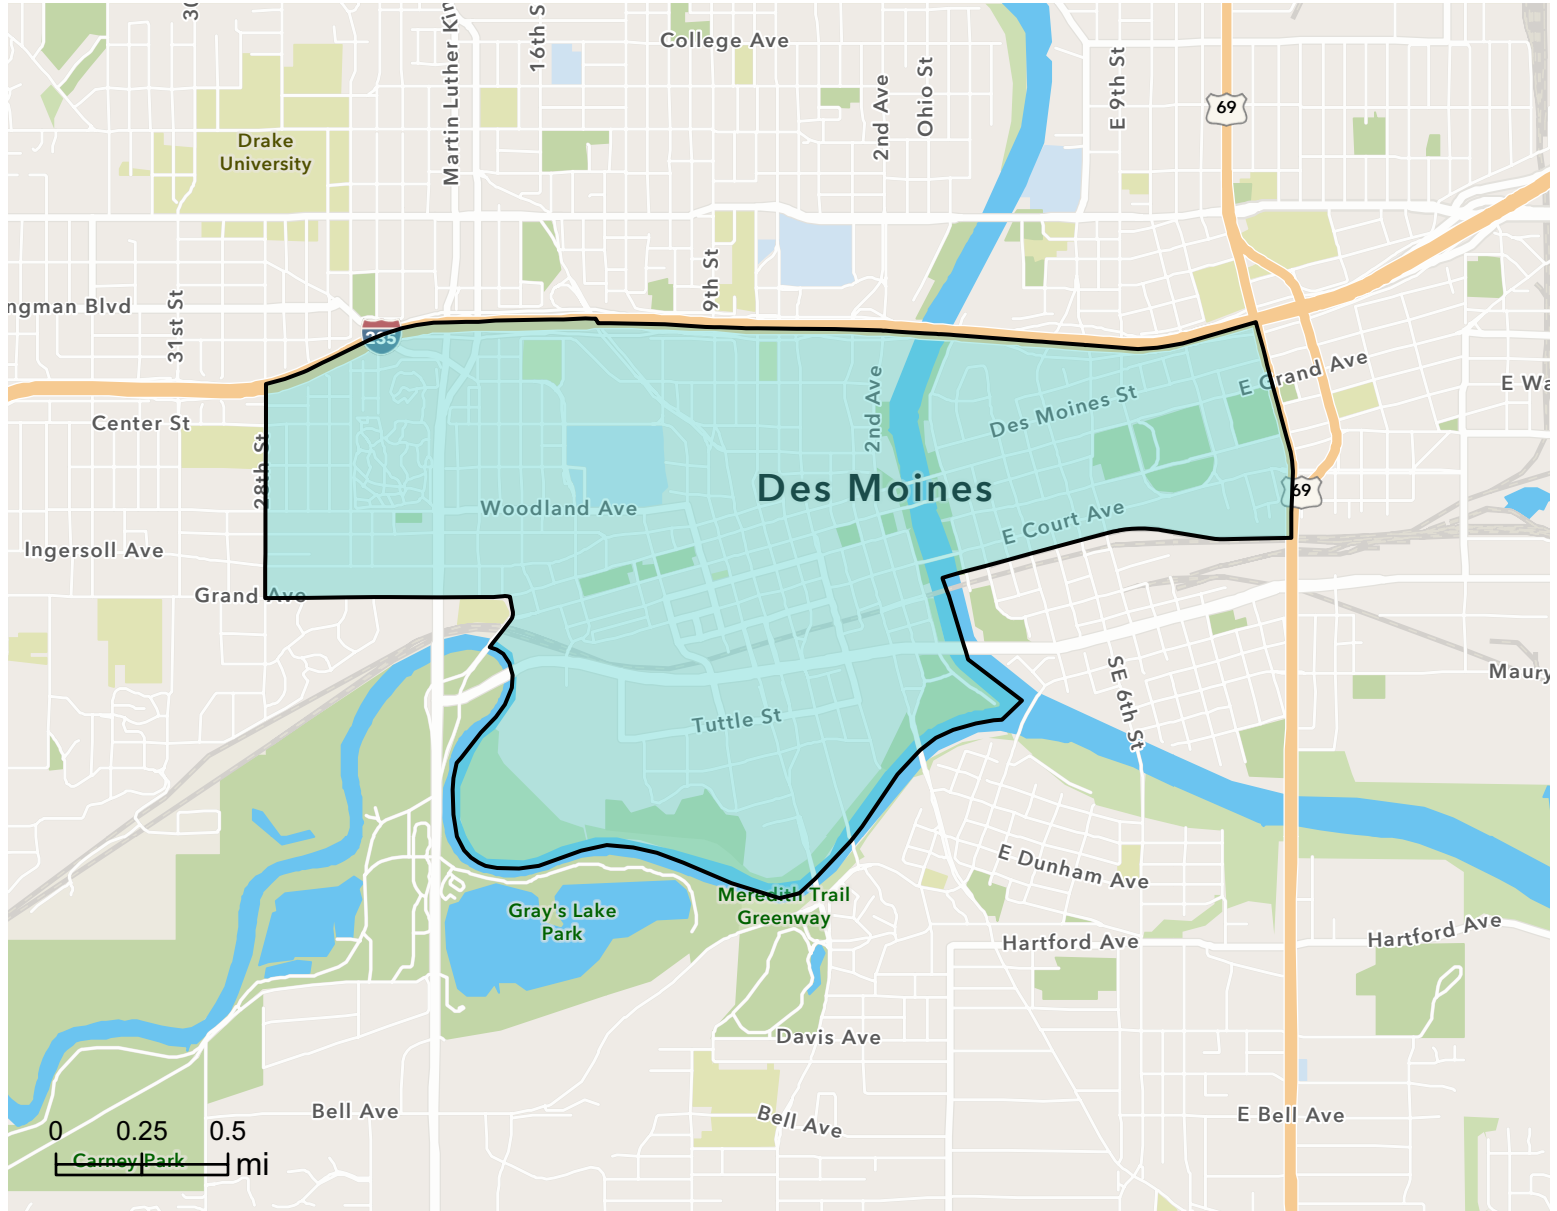 30
Martin Luther Kin
16th S
College Ave
2nd Ave
Ohio St
E 9th St
69
Drake
University
ngman Blvd
31st St
9th St
235
Center St
28th St
2nd Ave
Des Moines St
E Grand Ave
E Wa
Des Moines
69
Woodland Ave
E Court Ave
Ingersoll Ave
Grand Ave
SE 6th St
Maury
Tuttle St
E Dunham Ave
Meredith Trail
Greenway
Gray's Lake
Park
Hartford Ave
Hartford Ave
Davis Ave
Bell Ave
Bell Ave
E Bell Ave
0 0.25 0.5
mi
Carney Park